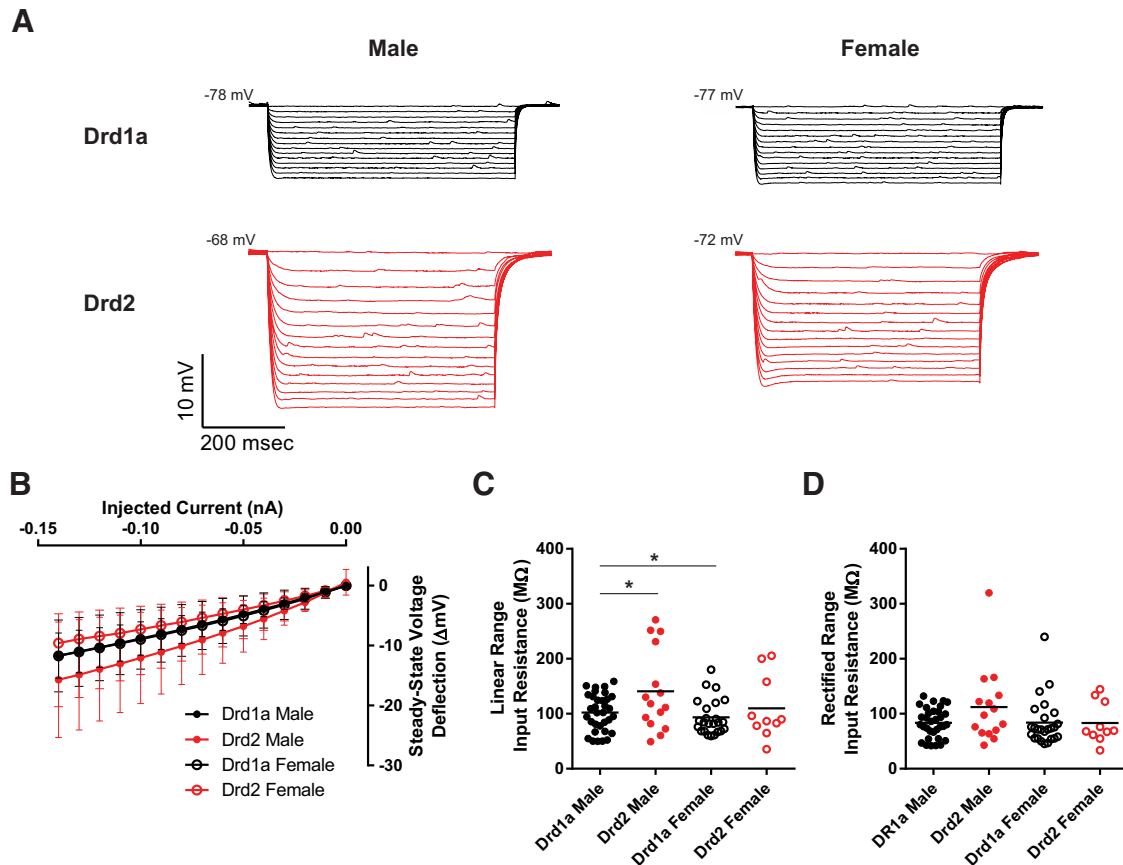 A
Male
Female
-78 mV
-77 mV
Drd1a
-68 mV
-72 mV
Drd2
10 mV
200 msec
B
Injected Current (nA)
-0.15
-0.10
-0.05
0.00
0
-10
-20
-30
Steady-State Voltage
Deflection (ΔmV)
Drd1a Male
Drd2 Male
Drd1a Female
Drd2 Female
C
Linear Range
Input Resistance (MΩ)
400
300
200
100
0
*
*
Drd1a Male
Drd2 Male
Drd1a Female
Drd2 Female
D
Rectified Range
Input Resistance (MΩ)
400
300
200
100
0
DR1a Male
Drd2 Male
Drd1a Female
Drd2 Female